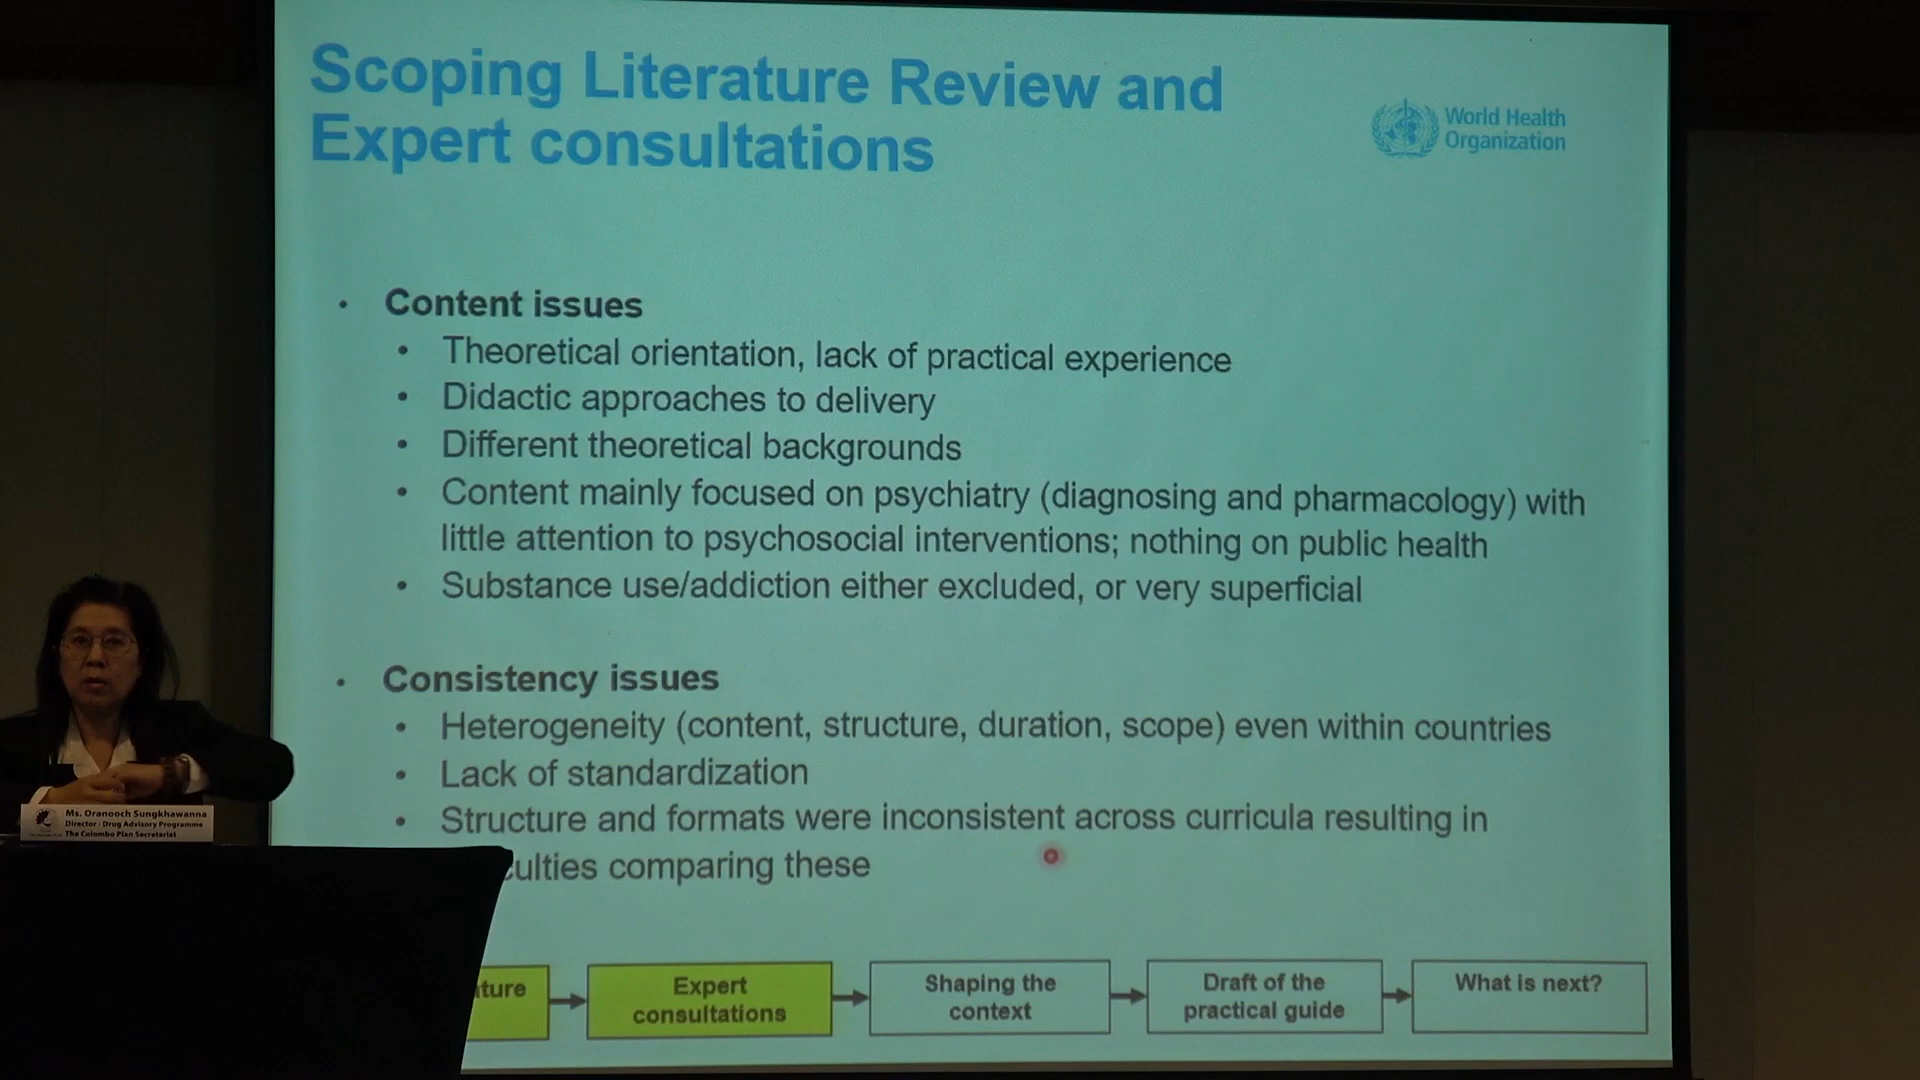 Scoping Literature Review and
Expert consultations
World Health
Organization
• Content issues
• Theoretical orientation, lack of practical experience
• Didactic approaches to delivery
• Different theoretical backgrounds
• Content mainly focused on psychiatry (diagnosing and pharmacology) with
little attention to psychosocial interventions; nothing on public health
• Substance use/addiction either excluded, or very superficial
• Consistency issues
• Heterogeneity (content, structure, duration, scope) even within countries
• Lack of standardization
• Structure and formats were inconsistent across curricula resulting in
culties comparing these
Ms. Oranooch Sungkhawanna
Director - Drug Advisory Programme
The Colombo Plan Secretariat
ture
Expert
consultations
Shaping the
context
Draft of the
practical guide
What is next?